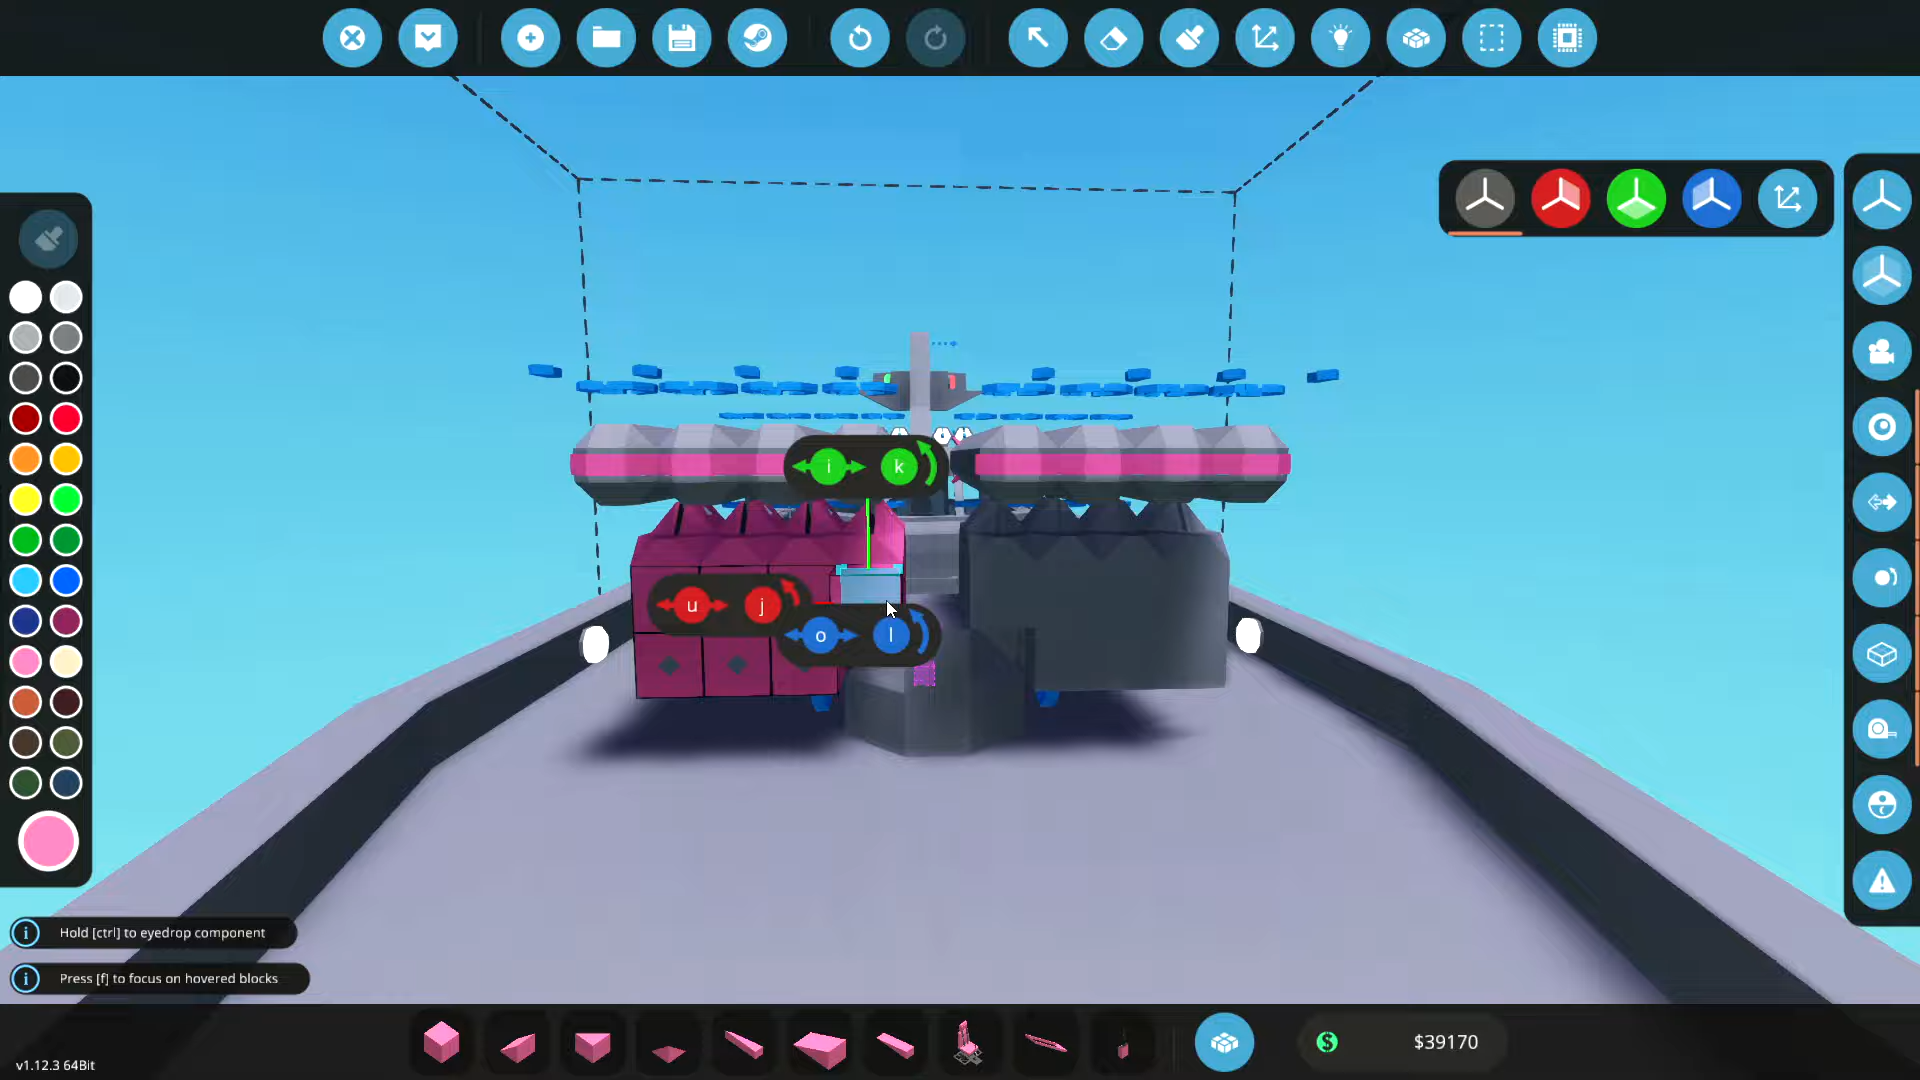 i k
u j
o l
Hold [ctrl] to eyedrop component
Press [f] to focus on hovered blocks
$ $39170
v1.12.3 64Bit